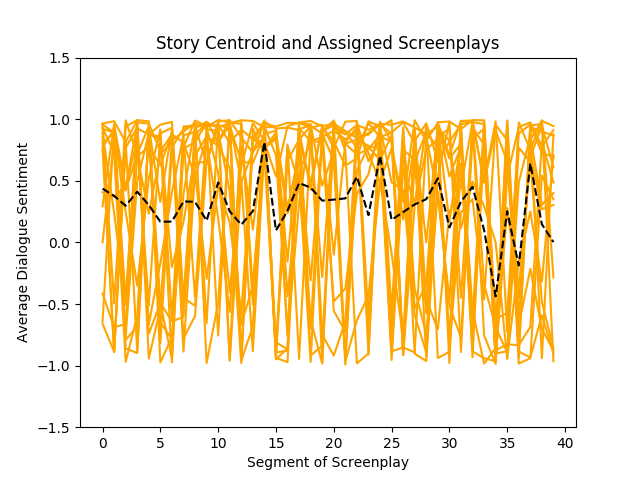 Story Centroid and Assigned Screenplays
1.5
1.0
0.5
0.0
−0.5
−1.0
−1.5
Average Dialogue Sentiment
0 5 10 15 20 25 30 35 40
Segment of Screenplay